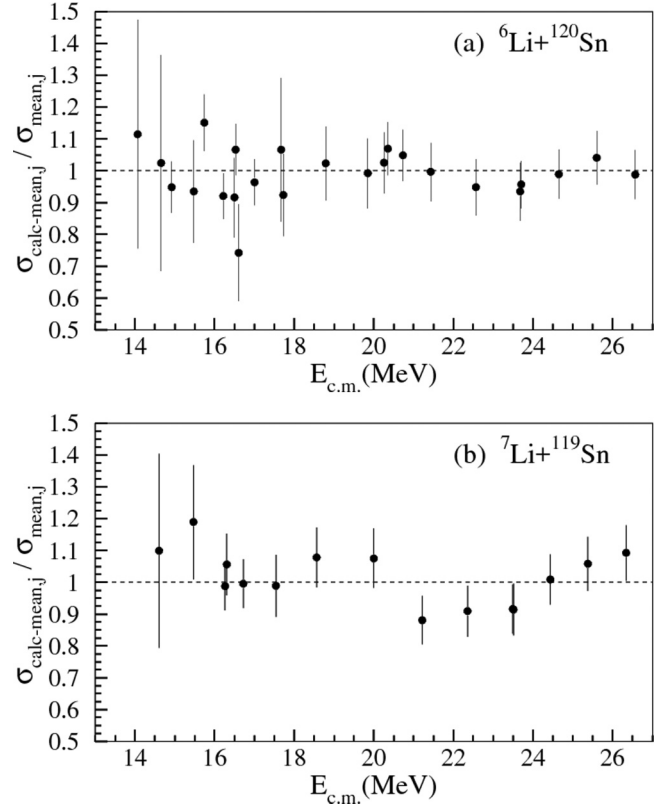 1.5
(a) ⁶Li+¹²⁰Sn
1.4
1.3
1.2
1.1
1
0.9
0.8
0.7
0.6
0.5
σcalc-mean,j / σmean,j
14 16 18 20 22 24 26
Ec.m.(MeV)
1.5
(b) ⁷Li+¹¹⁹Sn
1.4
1.3
1.2
1.1
1
0.9
0.8
0.7
0.6
0.5
σcalc-mean,j / σmean,j
14 16 18 20 22 24 26
Ec.m.(MeV)